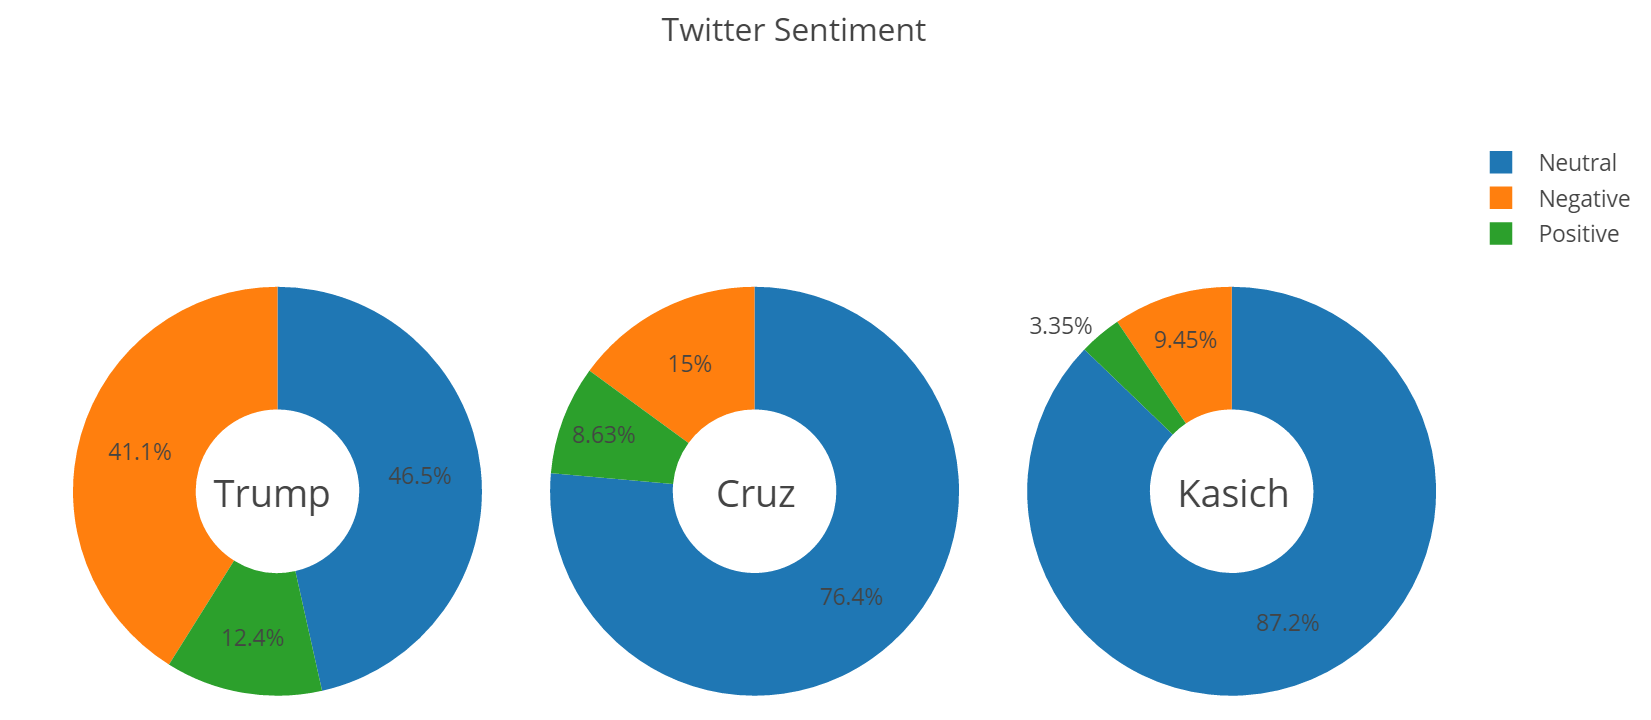 Twitter Sentiment
Neutral
Negative
Positive
41.1%
46.5%
12.4%
Trump
15%
8.63%
76.4%
Cruz
3.35%
9.45%
87.2%
Kasich